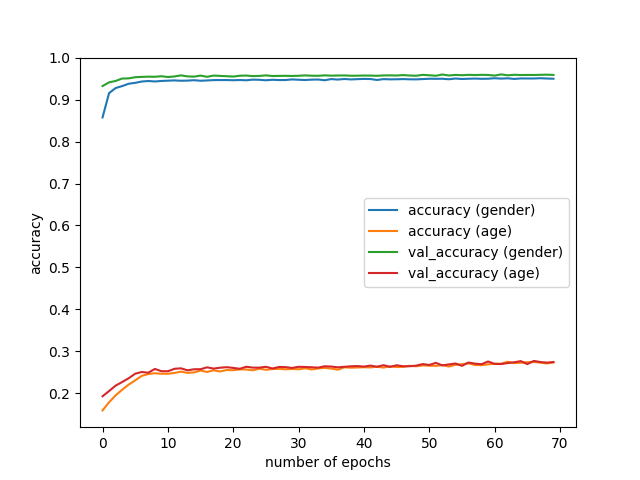 1.0
0.9
0.8
0.7
0.6
0.5
0.4
0.3
0.2
accuracy
accuracy (gender)
accuracy (age)
val_accuracy (gender)
val_accuracy (age)
0 10 20 30 40 50 60 70
number of epochs